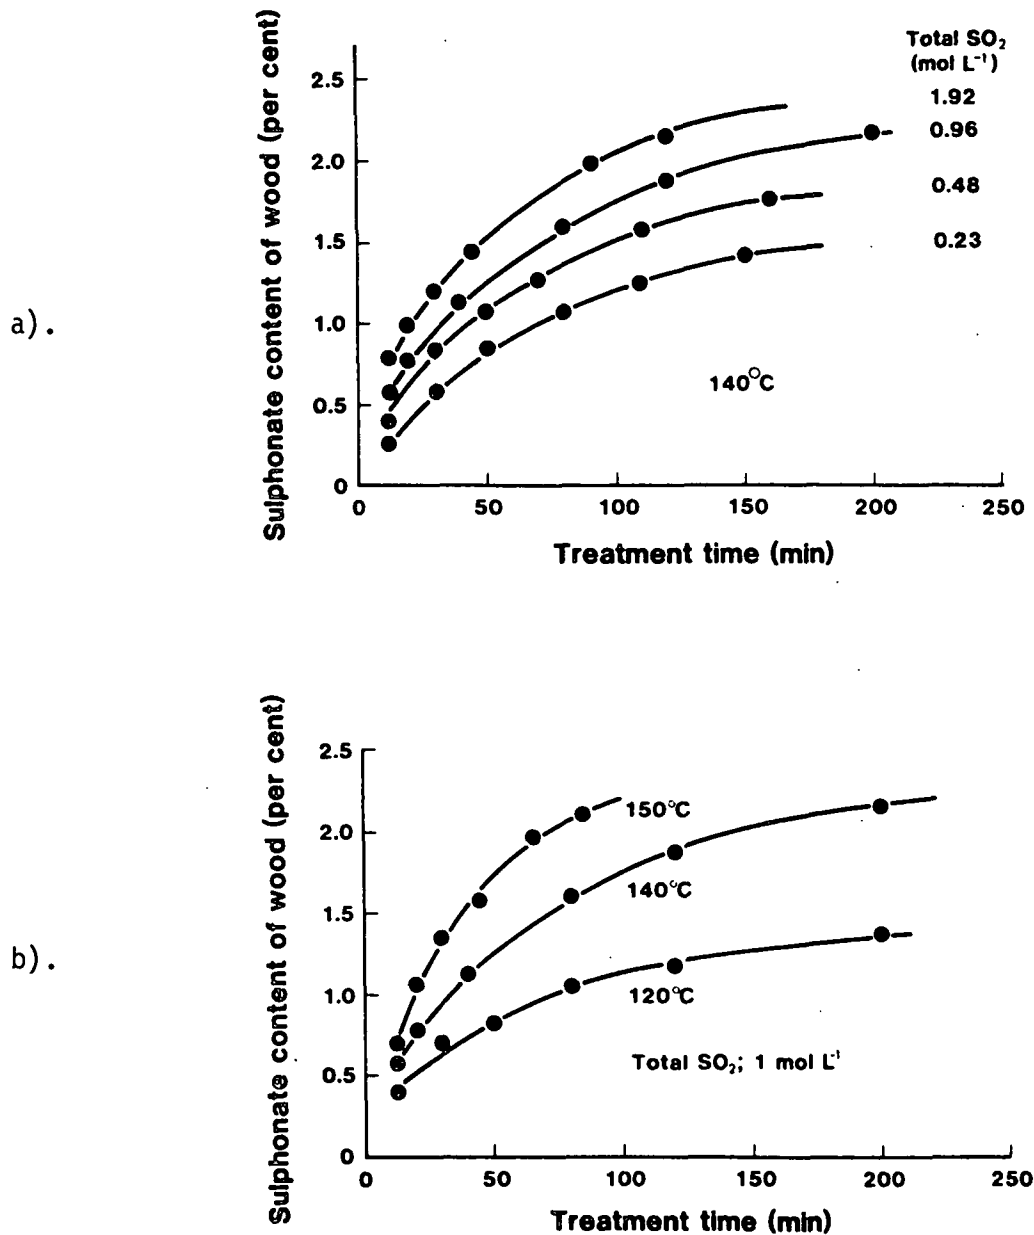 a).
Sulphonate content of wood (per cent)
2.5
2.0
1.5
1.0
0.5
0
0
50
100
150
200
250
Treatment time (min)
Total SO₂
(mol L⁻¹)
1.92
0.96
0.48
0.23
140°C
b).
Sulphonate content of wood (per cent)
2.5
2.0
1.5
1.0
0.5
0
0
50
100
150
200
250
Treatment time (min)
150°C
140°C
120°C
Total SO₂; 1 mol L⁻¹